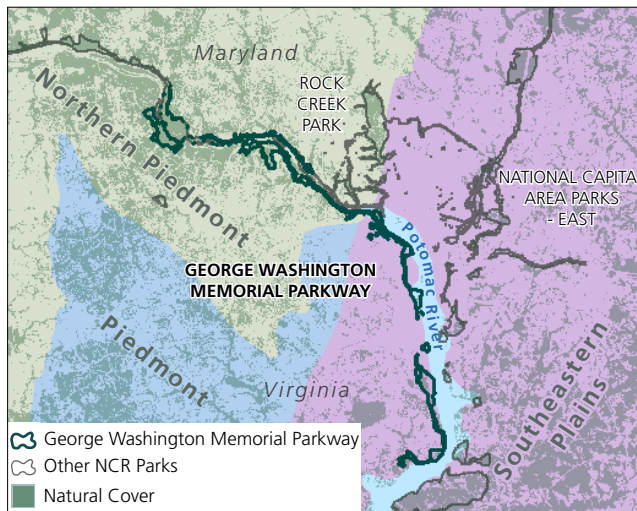 Maryland
ROCK
CREEK
PARK
Northern Piedmont
NATIONAL CAPITA
AREA PARKS
- EAST
GEORGE WASHINGTON
MEMORIAL PARKWAY
Potomac River
Piedmont
Virginia
Southeastern
Plains
George Washington Memorial Parkway
Other NCR Parks
Natural Cover